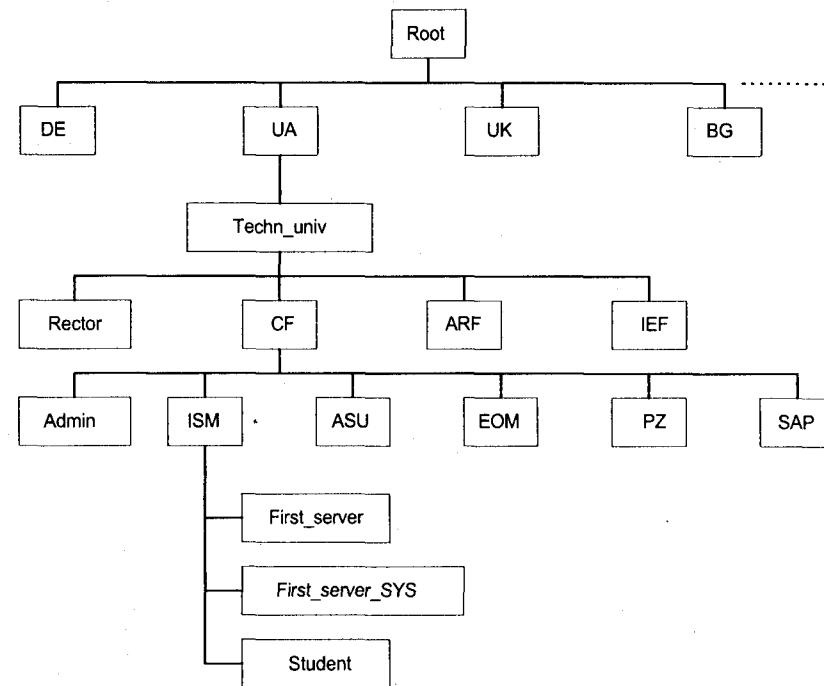 Root
DE
UA
UK
BG
Techn_univ
Rector
CF
ARF
IEF
Admin
ISM
ASU
EOM
PZ
SAP
First_server
First_server_SYS
Student